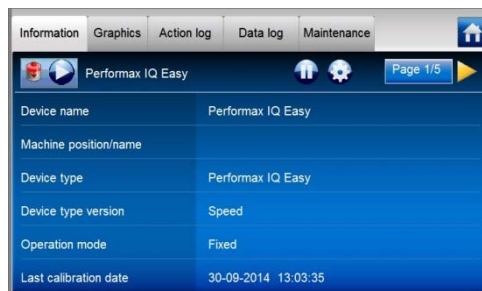 Information Graphics Action log Data log Maintenance
Performax IQ Easy Page 1/5
Device name Performax IQ Easy
Machine position/name
Device type Performax IQ Easy
Device type version Speed
Operation mode Fixed
Last calibration date 30-09-2014 13:03:35